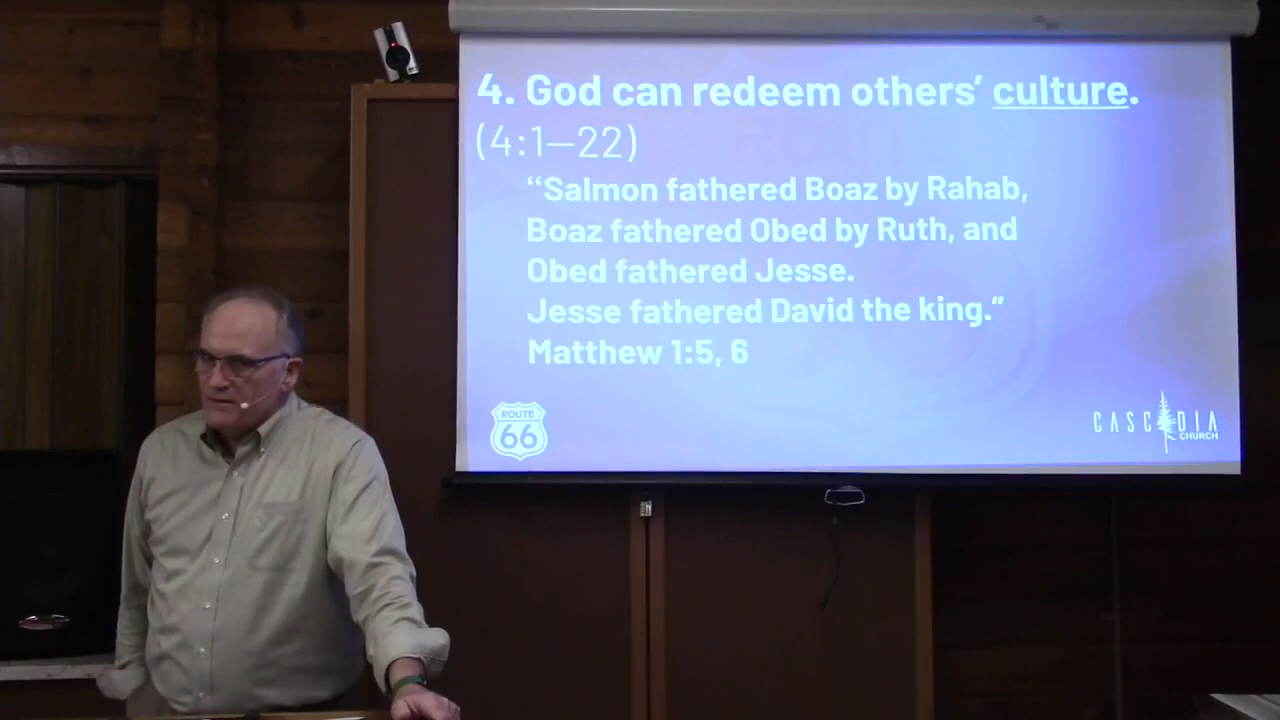 4. God can redeem others’ culture.
(4:1—22)
“Salmon fathered Boaz by Rahab,
Boaz fathered Obed by Ruth, and
Obed fathered Jesse.
Jesse fathered David the king.”
Matthew 1:5, 6
ROUTE
66
CASCADIA
CHURCH